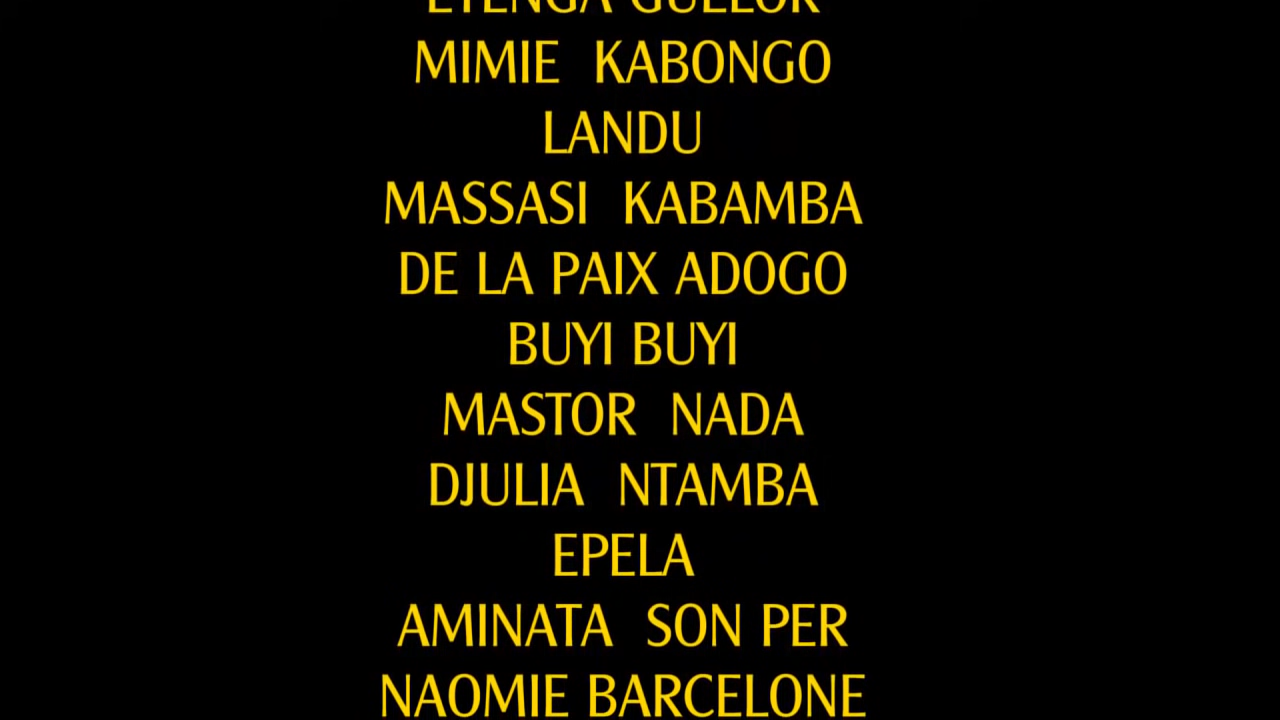 MIMIE KABONGO
LANDU
MASSASI KABAMBA
DE LA PAIX ADOGO
BUYI BUYI
MASTOR NADA
DJULIA NTAMBA
EPELA
AMINATA SON PER
NAOMIE BARCELONE